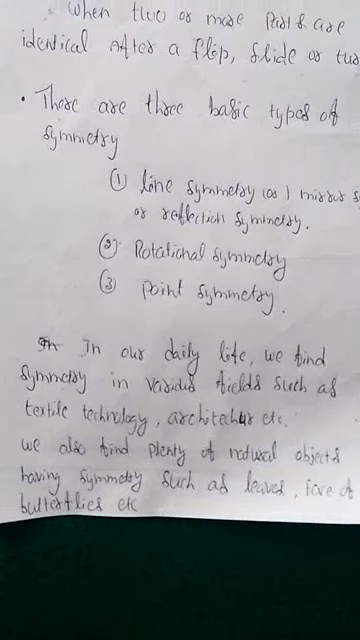 When two or more Parts are
identical After a flip, Slide or tur
• There are three basic types of
symmetry
① Line symmetry (or) mirror s
or reflection symmetry.
② Rotational symmetry
③ Point symmetry.
In our daily life, we find
symmetry in various fields such as
textile technology, architechur etc.
we also find plenty of natural objects
having symmetry such as leaves, of
butterflies etc